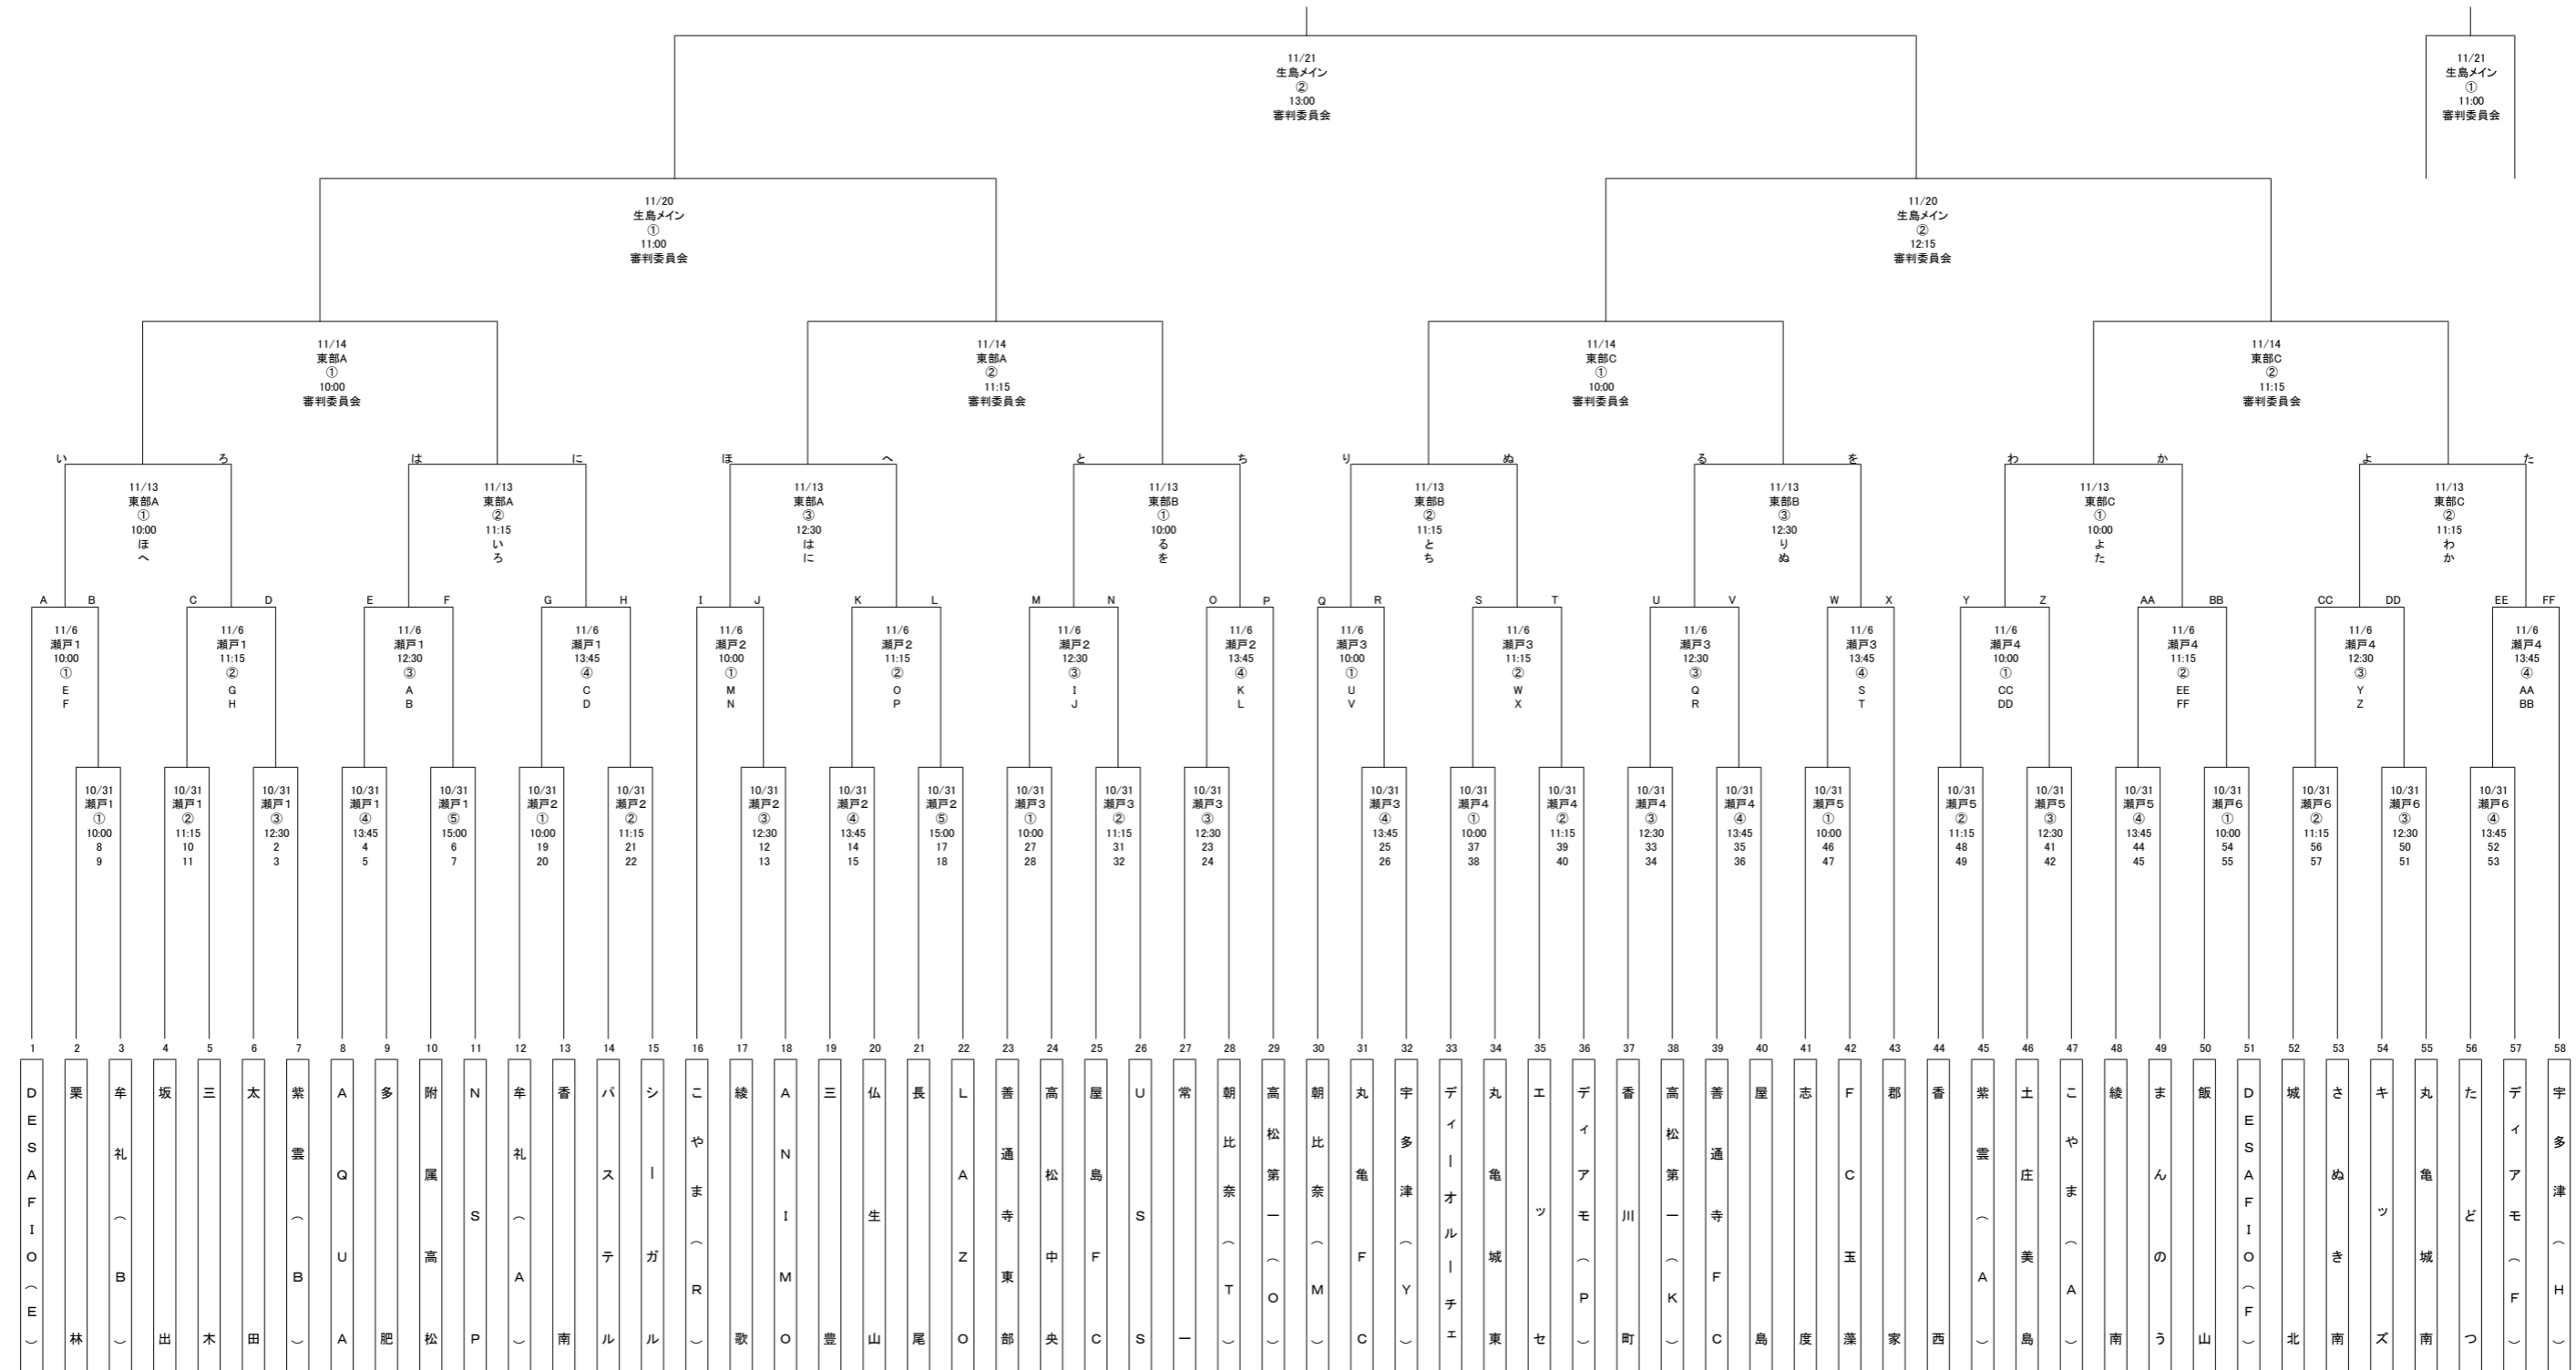 11/21
生島メイン
②
13:00
審判委員会
11/21
生島メイン
①
11:00
審判委員会
11/20
生島メイン
①
11:00
審判委員会
11/20
生島メイン
②
12:15
審判委員会
11/14
東部A
①
10:00
審判委員会
11/14
東部A
②
11:15
審判委員会
11/14
東部C
①
10:00
審判委員会
11/14
東部C
②
11:15
審判委員会
い ろ は に ほ へ と ち り ぬ る を わ か よ た
11/13
東部A
①
10:00
ほ
へ
11/13
東部A
②
11:15
い
ろ
11/13
東部A
③
12:30
は
に
11/13
東部B
①
10:00
る
を
11/13
東部B
②
11:15
と
ち
11/13
東部B
③
12:30
り
ぬ
11/13
東部C
①
10:00
よ
た
11/13
東部C
②
11:15
わ
か
A B C D E F G H I J K L M N O P Q R S T U V W X Y Z AA BB CC DD EE FF
11/6
瀬戸1
10:00
①
E
F
11/6
瀬戸1
11:15
②
G
H
11/6
瀬戸1
12:30
③
A
B
11/6
瀬戸1
13:45
④
C
D
11/6
瀬戸2
10:00
①
M
N
11/6
瀬戸2
11:15
②
O
P
11/6
瀬戸2
12:30
③
I
J
11/6
瀬戸2
13:45
④
K
L
11/6
瀬戸3
10:00
①
U
V
11/6
瀬戸3
11:15
②
W
X
11/6
瀬戸3
12:30
③
Q
R
11/6
瀬戸3
13:45
④
S
T
11/6
瀬戸4
10:00
①
CC
DD
11/6
瀬戸4
11:15
②
EE
FF
11/6
瀬戸4
12:30
③
Y
Z
11/6
瀬戸4
13:45
④
AA
BB
10/31
瀬戸1
①
10:00
8
9
10/31
瀬戸1
②
11:15
10
11
10/31
瀬戸1
③
12:30
2
3
10/31
瀬戸1
④
13:45
4
5
10/31
瀬戸1
⑤
15:00
6
7
10/31
瀬戸2
①
10:00
19
20
10/31
瀬戸2
②
11:15
21
22
10/31
瀬戸2
③
12:30
12
13
10/31
瀬戸2
④
13:45
14
15
10/31
瀬戸2
⑤
15:00
17
18
10/31
瀬戸3
①
10:00
27
28
10/31
瀬戸3
②
11:15
31
32
10/31
瀬戸3
③
12:30
23
24
10/31
瀬戸3
④
13:45
25
26
10/31
瀬戸4
①
10:00
37
38
10/31
瀬戸4
②
11:15
39
40
10/31
瀬戸4
③
12:30
33
34
10/31
瀬戸4
④
13:45
35
36
10/31
瀬戸5
①
10:00
46
47
10/31
瀬戸5
②
11:15
48
49
10/31
瀬戸5
③
12:30
41
42
10/31
瀬戸5
④
13:45
44
45
10/31
瀬戸6
①
10:00
54
55
10/31
瀬戸6
②
11:15
56
57
10/31
瀬戸6
③
12:30
50
51
10/31
瀬戸6
④
13:45
52
53
1 2 3 4 5 6 7 8 9 10 11 12 13 14 15 16 17 18 19 20 21 22 23 24 25 26 27 28 29 30 31 32 33 34 35 36 37 38 39 40 41 42 43 44 45 46 47 48 49 50 51 52 53 54 55 56 57 58
DESAFIO(E)
栗林
牟礼(B)
坂出
三木
太田
紫雲(B)
AQUA
多肥
附属高松
NSP
牟礼(A)
香南
パステル
シーガル
こやま(R)
綾歌
ANIMO
三豊
仏生山
長尾
LAZO
善通寺東部
高松中央
屋島FC
USS
常一
朝比奈(T)
高松第一(O)
朝比奈(M)
丸亀FC
宇多津(Y)
ディーオルーチェ
丸亀城東
エッセ
ディアモ(P)
香川町
高松第一(K)
善通寺FC
屋島
志度
FC玉藻
郡家
香西
紫雲(A)
土庄美島
こやま(A)
綾南
まんのう
飯山
DESAFIO(F)
城北
さぬき南
キッズ
丸亀城南
たどつ
ディアモ(F)
宇多津(H)